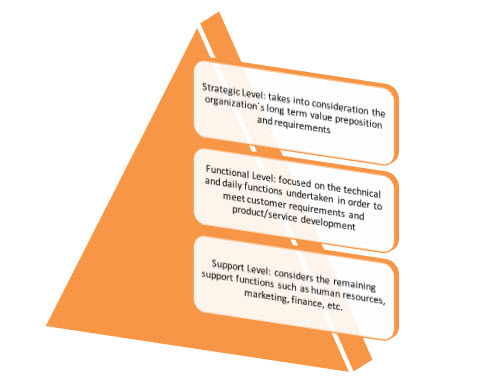 Strategic Level: takes into consideration the
organization´s long term value preposition
and requirements
Functional Level: focused on the technical
and daily functions undertaken in order to
meet customer requirements and
product/service development
Support Level: considers the remaining
support functions such as human resources,
marketing, finance, etc.